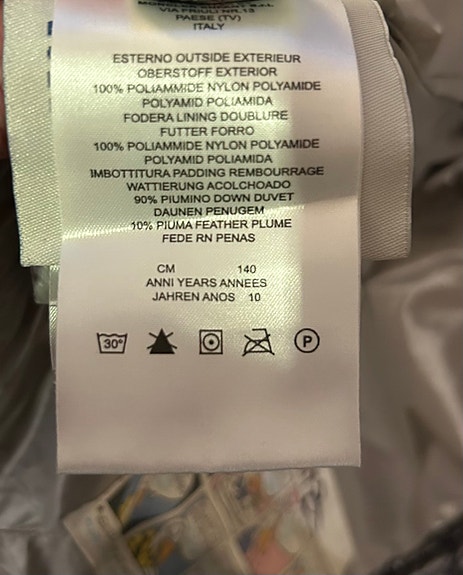 VIA FRIULI NR.13
PAESE (TV)
ITALY
ESTERNO OUTSIDE EXTERIEUR
OBERSTOFF EXTERIOR
100% POLIAMMIDE NYLON POLYAMIDE
POLYAMID POLIAMIDA
FODERA LINING DOUBLURE
FUTTER FORRO
100% POLIAMMIDE NYLON POLYAMIDE
POLYAMID POLIAMIDA
IMBOTTITURA PADDING REMBOURRAGE
WATTIERUNG ACOLCHOADO
90% PIUMINO DOWN DUVET
DAUNEN PENUGEM
10% PIUMA FEATHER PLUME
FEDERN PENAS
CM 140
ANNI YEARS ANNEES
JAHREN ANOS 10
30° P